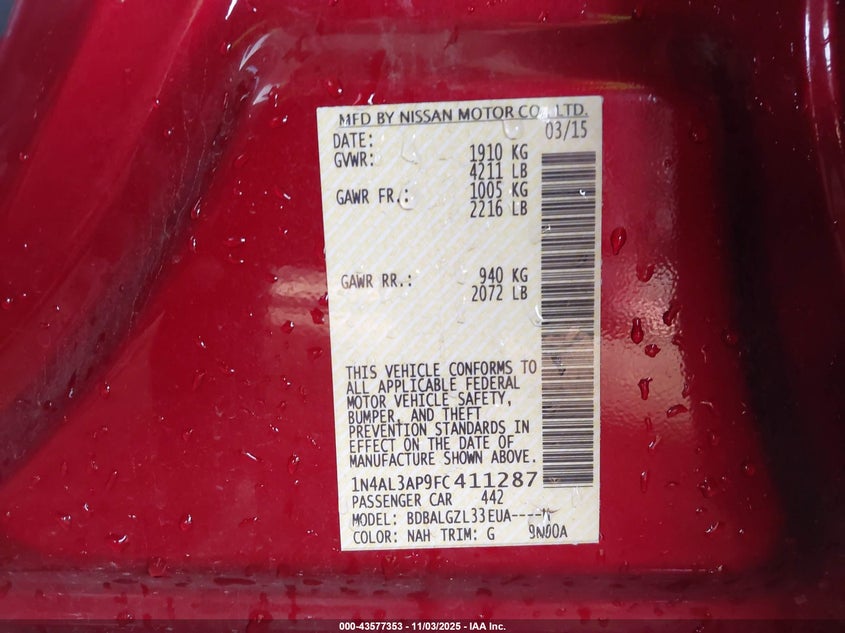 MFD BY NISSAN MOTOR CO., LTD.
DATE: 03/15
GVWR: 1910 KG
4211 LB
GAWR FR.: 1005 KG
2216 LB
GAWR RR.: 940 KG
2072 LB
THIS VEHICLE CONFORMS TO
ALL APPLICABLE FEDERAL
MOTOR VEHICLE SAFETY,
BUMPER, AND THEFT
PREVENTION STANDARDS IN
EFFECT ON THE DATE OF
MANUFACTURE SHOWN ABOVE.
1N4AL3AP9FC411287
PASSENGER CAR 442
MODEL: BDBALGZL33EUA----
COLOR: NAH TRIM: G 9N00A
000-43577353 - 11/03/2025 - IAA Inc.